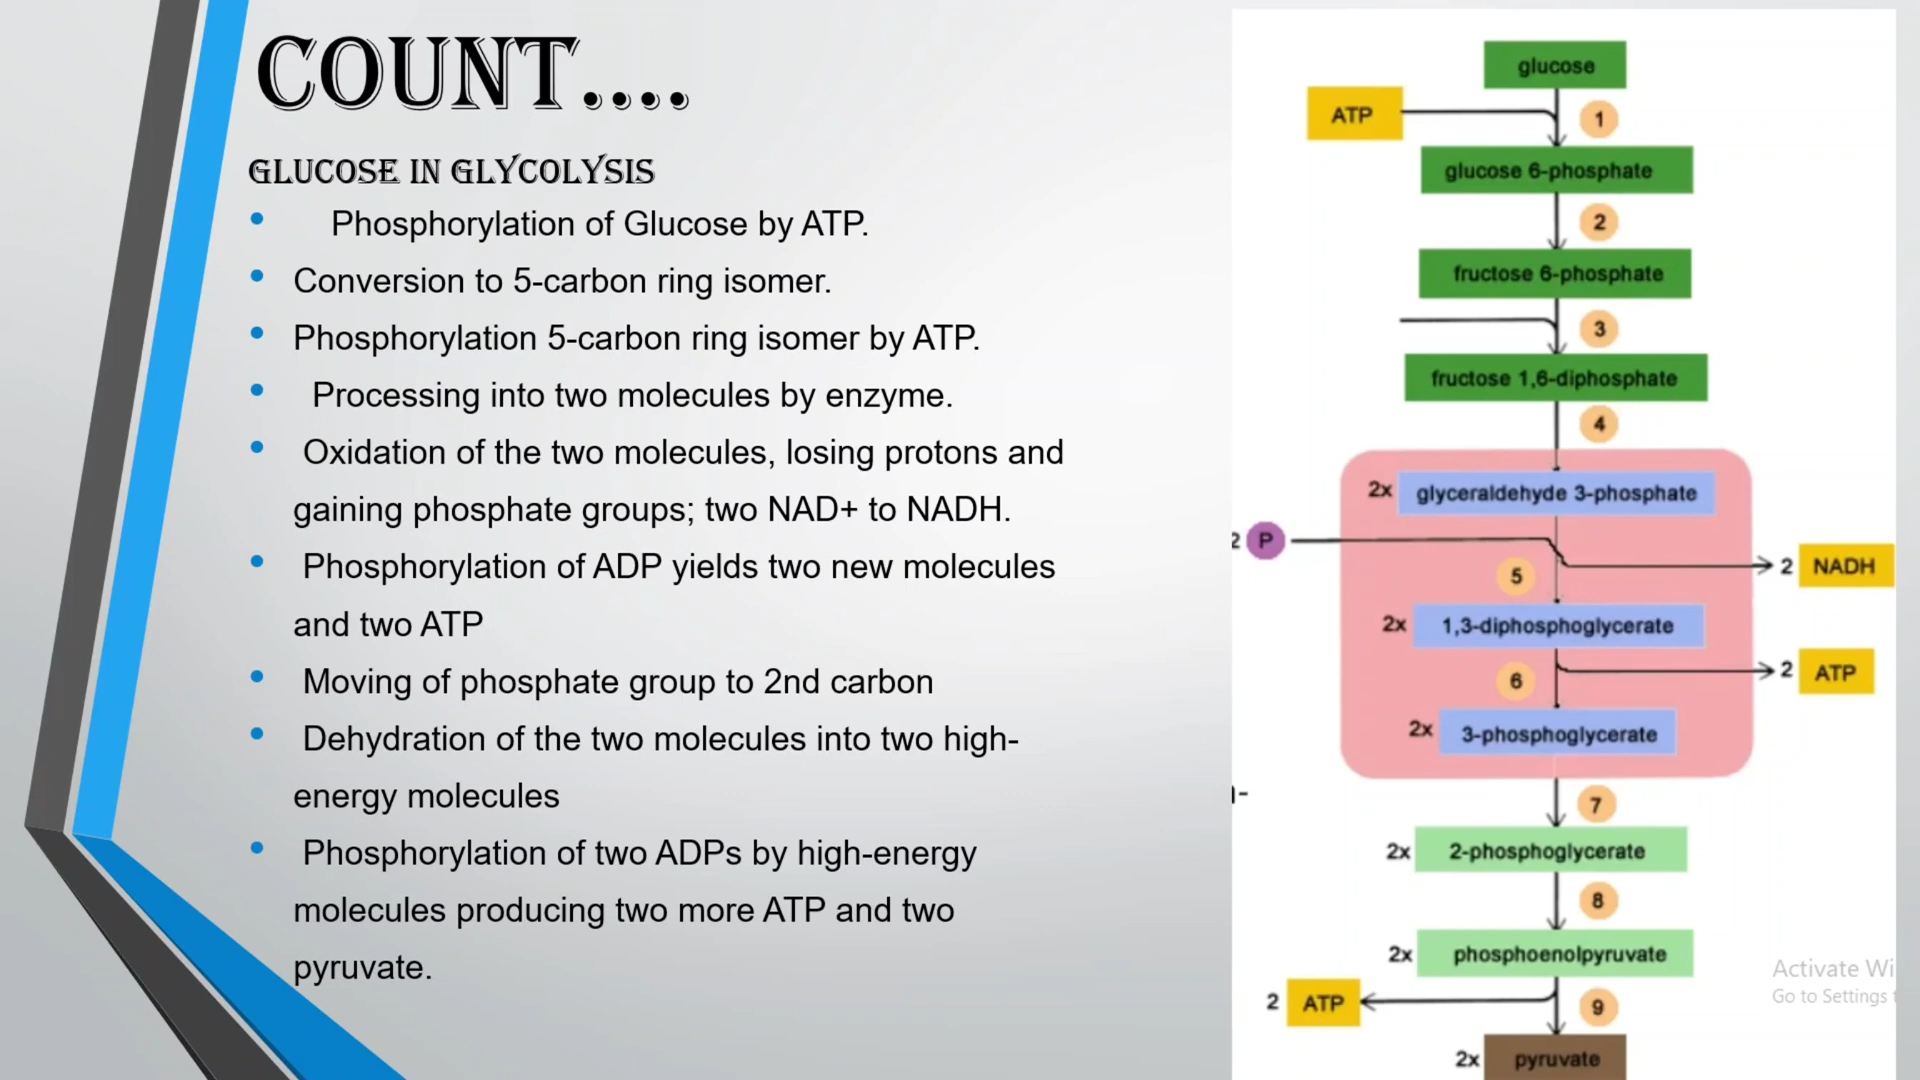 COUNT....
GLUCOSE IN GLYCOLYSIS
• Phosphorylation of Glucose by ATP.
• Conversion to 5-carbon ring isomer.
• Phosphorylation 5-carbon ring isomer by ATP.
• Processing into two molecules by enzyme.
• Oxidation of the two molecules, losing protons and
gaining phosphate groups; two NAD+ to NADH.
• Phosphorylation of ADP yields two new molecules
and two ATP
• Moving of phosphate group to 2nd carbon
• Dehydration of the two molecules into two high-
energy molecules
• Phosphorylation of two ADPs by high-energy
molecules producing two more ATP and two
pyruvate.
glucose
ATP
1
glucose 6-phosphate
2
fructose 6-phosphate
3
fructose 1,6-diphosphate
4
2x glyceraldehyde 3-phosphate
2 P
2 NADH
5
2x 1,3-diphosphoglycerate
2 ATP
6
2x 3-phosphoglycerate
7
2x 2-phosphoglycerate
8
2x phosphoenolpyruvate
2 ATP
9
2x pyruvate
Activate Wi
Go to Settings